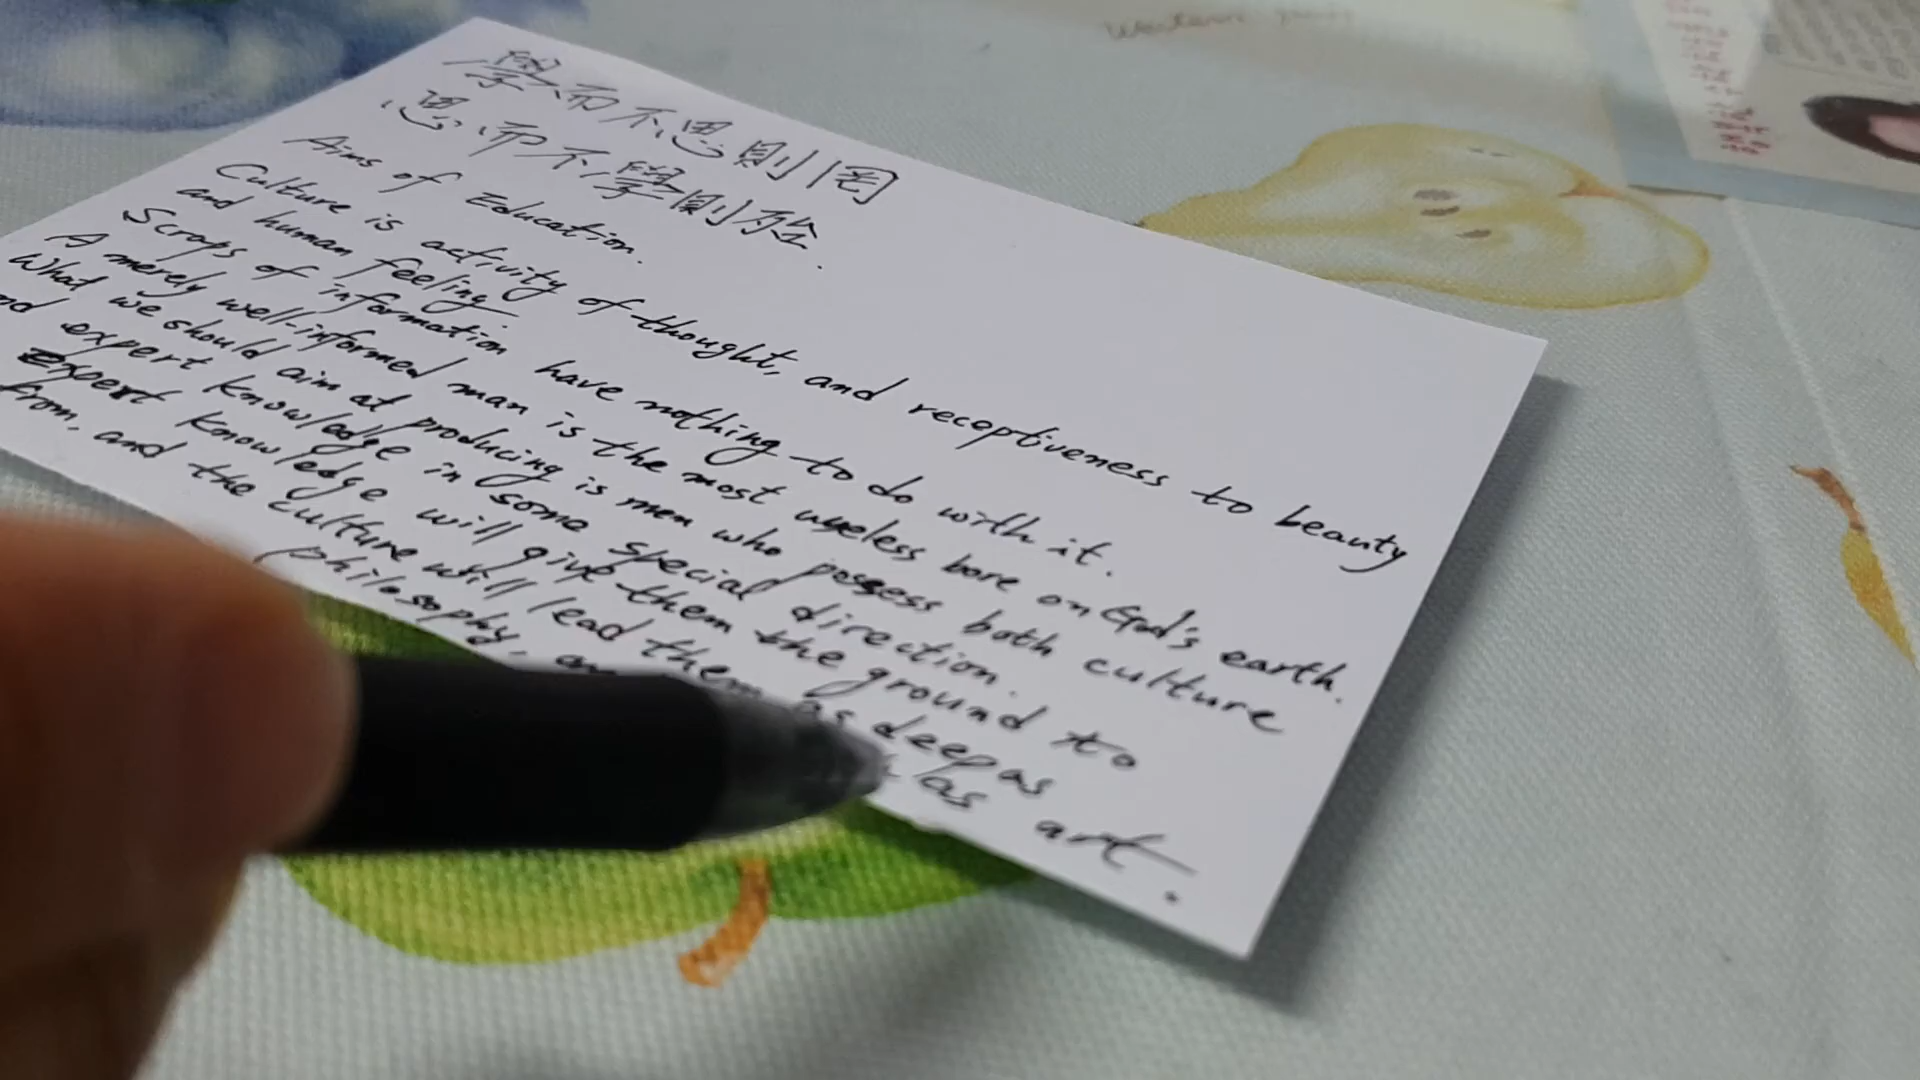 學而不思則罔
思而不學則殆.
Aims of Education.
Culture is activity of thought, and receptiveness to beauty
and human feeling
Scraps of information have nothing to do with it.
A merely well-informed man is the most useless bore on God's earth.
What we should aim at producing is men who possess both culture
and expert knowledge in some special direction.
Expert knowledge will give them the ground to
from, and the culture will lead them as deep as
philosophy, as art.
Western